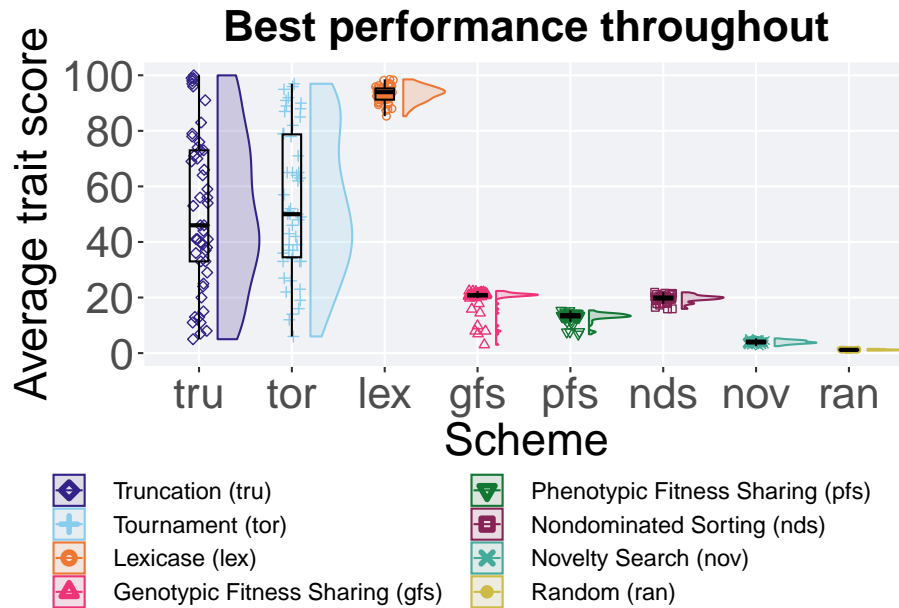 Best performance throughout
Average trait score
100
80
60
40
20
0
tru tor lex gfs pfs nds nov ran
Scheme
Truncation (tru)
Tournament (tor)
Lexicase (lex)
Genotypic Fitness Sharing (gfs)
Phenotypic Fitness Sharing (pfs)
Nondominated Sorting (nds)
Novelty Search (nov)
Random (ran)